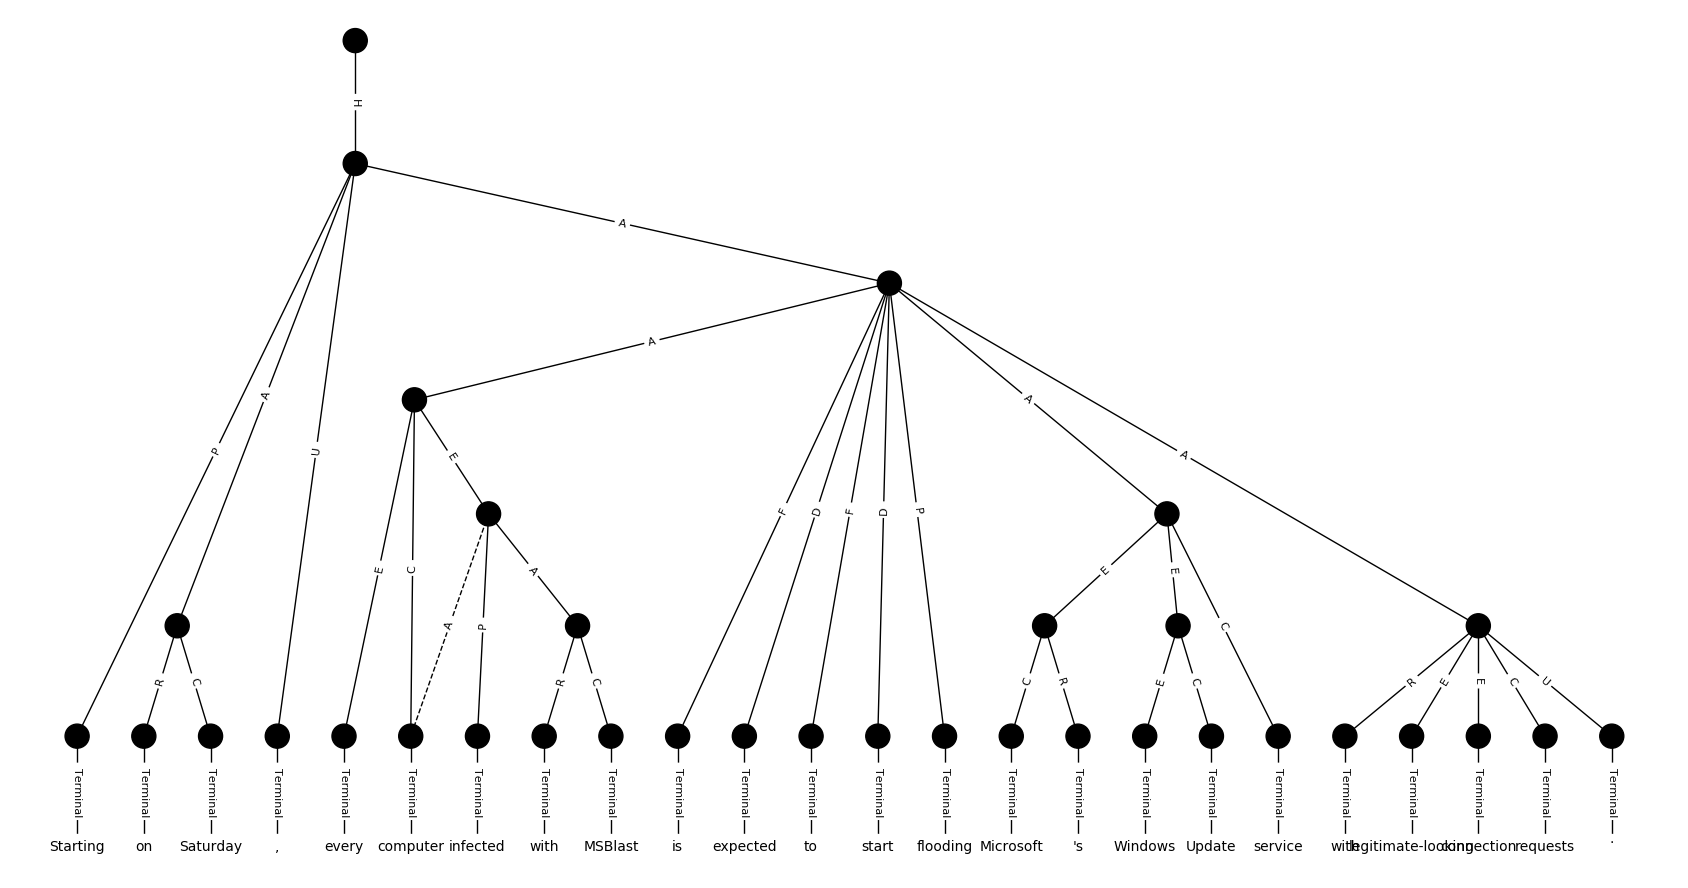 H
A
A
A
P
A
U
E
A
F
D
F
D
P
A
E
C
E
E
A
P
A
C
R
C
R
C
C
R
E
C
R
E
E
C
U
Terminal Terminal Terminal Terminal Terminal Terminal Terminal Terminal Terminal Terminal Terminal Terminal Terminal Terminal Terminal Terminal Terminal Terminal Terminal Terminal Terminal Terminal Terminal Terminal
Starting on Saturday , every computer infected with MSBlast is expected to start flooding Microsoft 's Windows Update service with legitimate-looking connection requests .